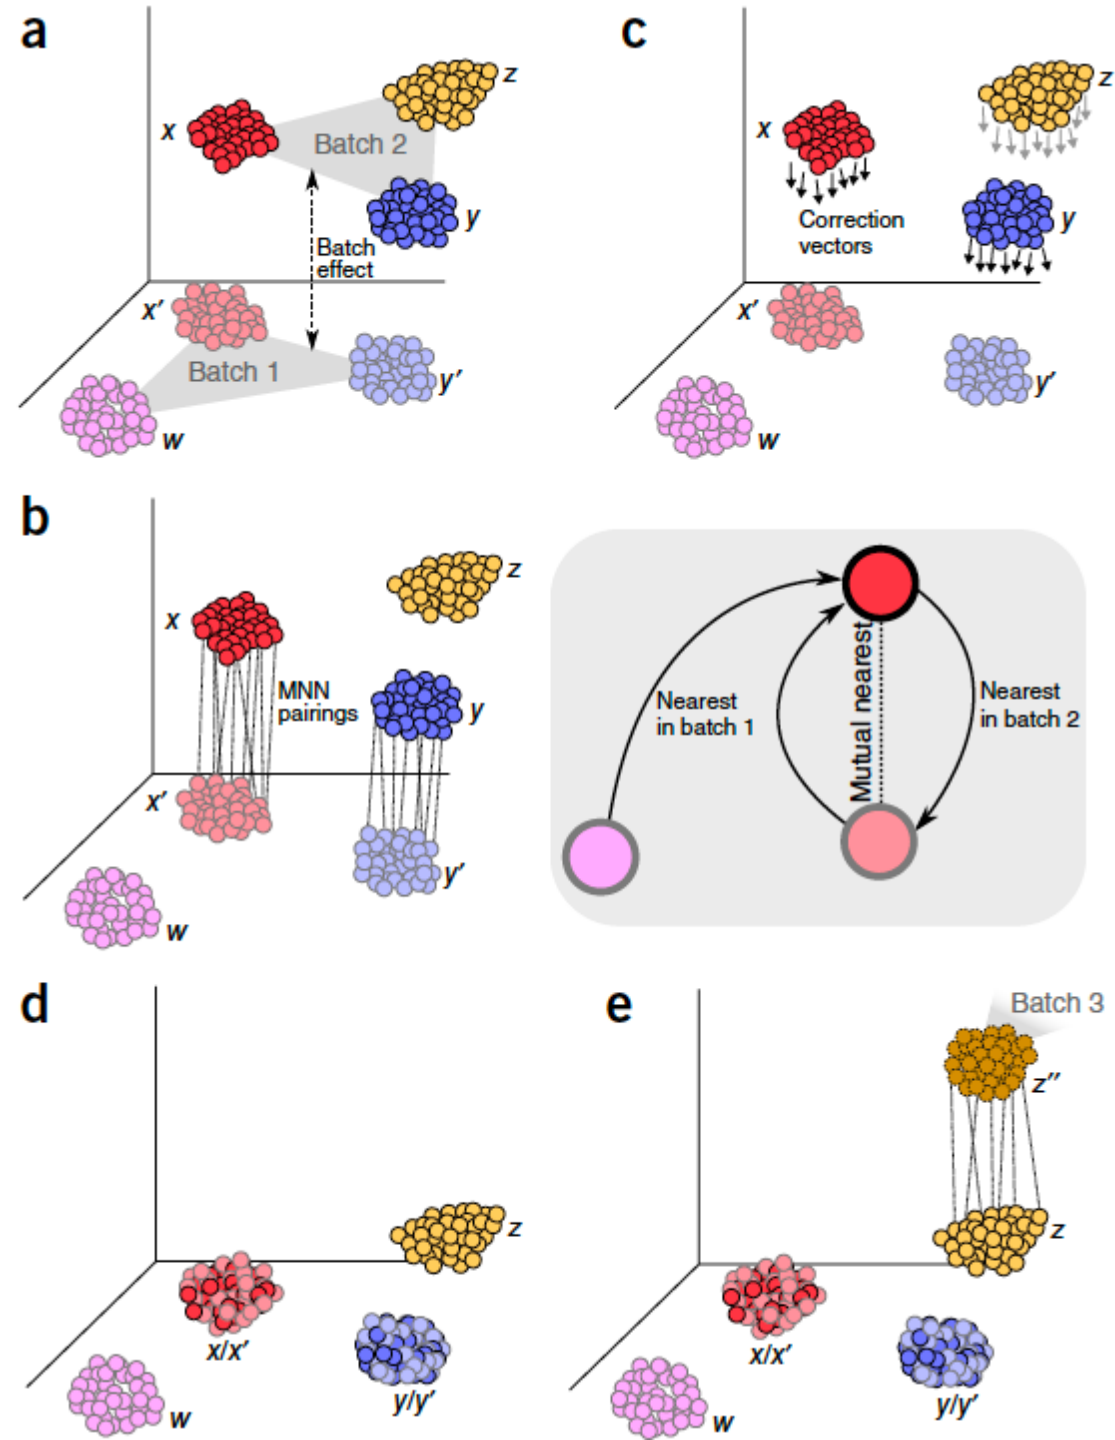 a
x
z
Batch 2
y
Batch
effect
x′
Batch 1
y′
w
c
x
z
Correction
vectors
y
x′
y′
w
b
x
z
MNN
pairings
y
x′
y′
w
Nearest
in batch 1
Mutual nearest
Nearest
in batch 2
d
z
x/x′
y/y′
w
e
Batch 3
z″
z
x/x′
y/y′
w